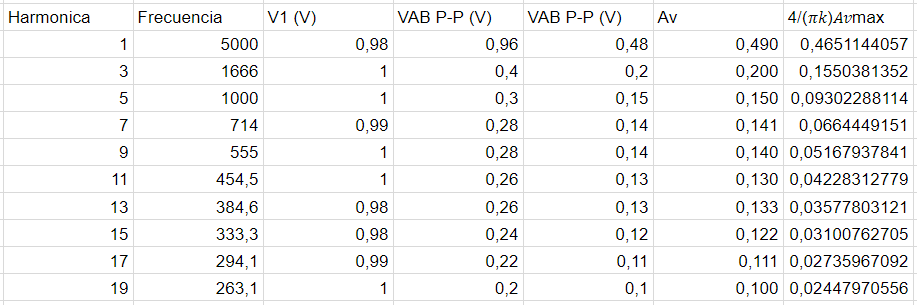 Harmonica Frecuencia V1 (V) VAB P-P (V) VAB P-P (V) Av 4/(𝜋𝑘)𝐴𝑣max
1 5000 0,98 0,96 0,48 0,490 0,4651144057
3 1666 1 0,4 0,2 0,200 0,1550381352
5 1000 1 0,3 0,15 0,150 0,09302288114
7 714 0,99 0,28 0,14 0,141 0,0664449151
9 555 1 0,28 0,14 0,140 0,05167937841
11 454,5 1 0,26 0,13 0,130 0,04228312779
13 384,6 0,98 0,26 0,13 0,133 0,03577803121
15 333,3 0,98 0,24 0,12 0,122 0,03100762705
17 294,1 0,99 0,22 0,11 0,111 0,02735967092
19 263,1 1 0,2 0,1 0,100 0,02447970556